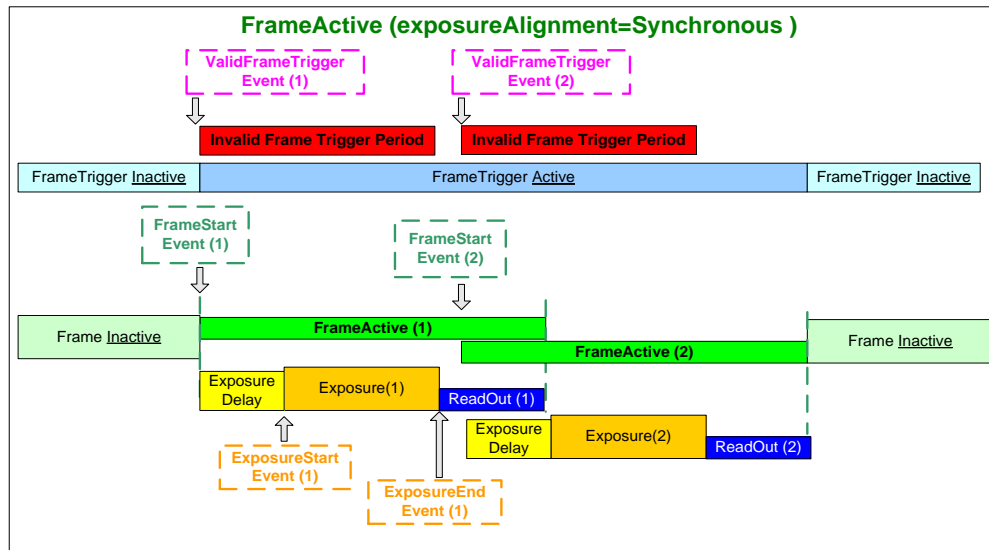 FrameActive (exposureAlignment=Synchronous )
ValidFrameTrigger
Event (1)
ValidFrameTrigger
Event (2)
Invalid Frame Trigger Period
Invalid Frame Trigger Period
FrameTrigger Inactive
FrameTrigger Active
FrameTrigger Inactive
FrameStart
Event (1)
FrameStart
Event (2)
Frame Inactive
FrameActive (1)
FrameActive (2)
Frame Inactive
Exposure
Delay
Exposure(1)
ReadOut (1)
Exposure
Delay
Exposure(2)
ReadOut (2)
ExposureStart
Event (1)
ExposureEnd
Event (1)